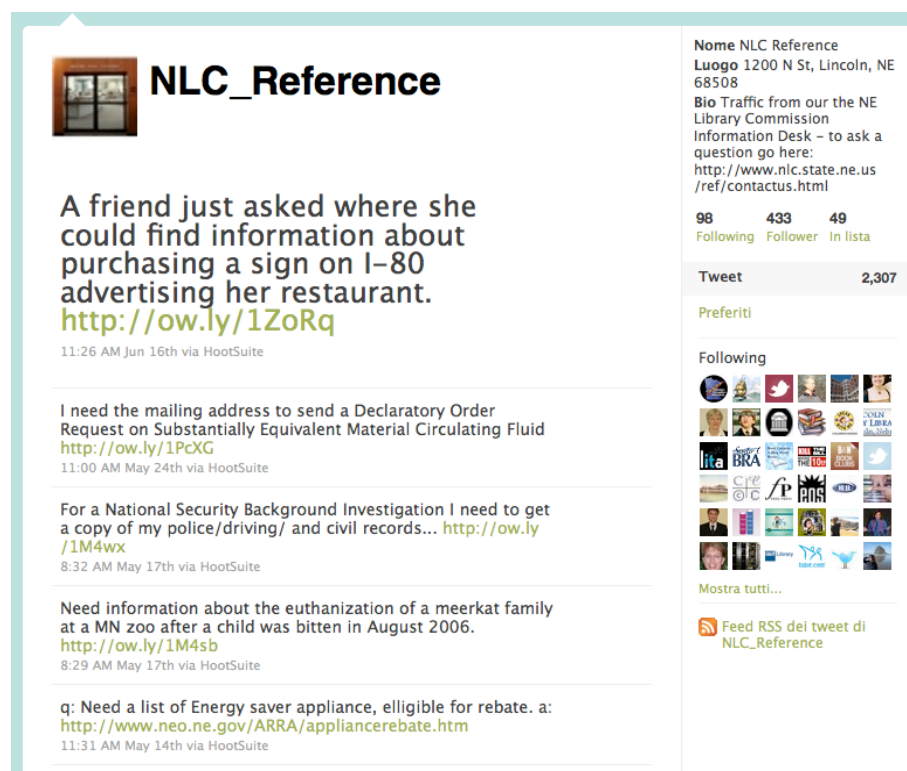 NLC_Reference
A friend just asked where she
could find information about
purchasing a sign on I-80
advertising her restaurant.
http://ow.ly/1ZoRq
11:26 AM Jun 16th via HootSuite
I need the mailing address to send a Declaratory Order
Request on Substantially Equivalent Material Circulating Fluid
http://ow.ly/1PcXG
11:00 AM May 24th via HootSuite
For a National Security Background Investigation I need to get
a copy of my police/driving/ and civil records... http://ow.ly
/1M4wx
8:32 AM May 17th via HootSuite
Need information about the euthanization of a meerkat family
at a MN zoo after a child was bitten in August 2006.
http://ow.ly/1M4sb
8:29 AM May 17th via HootSuite
q: Need a list of Energy saver appliance, elligible for rebate. a:
http://www.neo.ne.gov/ARRA/appliancerebate.htm
11:31 AM May 14th via HootSuite
Nome NLC Reference
Luogo 1200 N St, Lincoln, NE
68508
Bio Traffic from our the NE
Library Commission
Information Desk – to ask a
question go here:
http://www.nlc.state.ne.us
/ref/contactus.html
98 433 49
Following Follower In lista
Tweet 2,307
Preferiti
Following
lita BRA
BOOK
CLUBS
fP
Mostra tutti...
Feed RSS dei tweet di
NLC_Reference